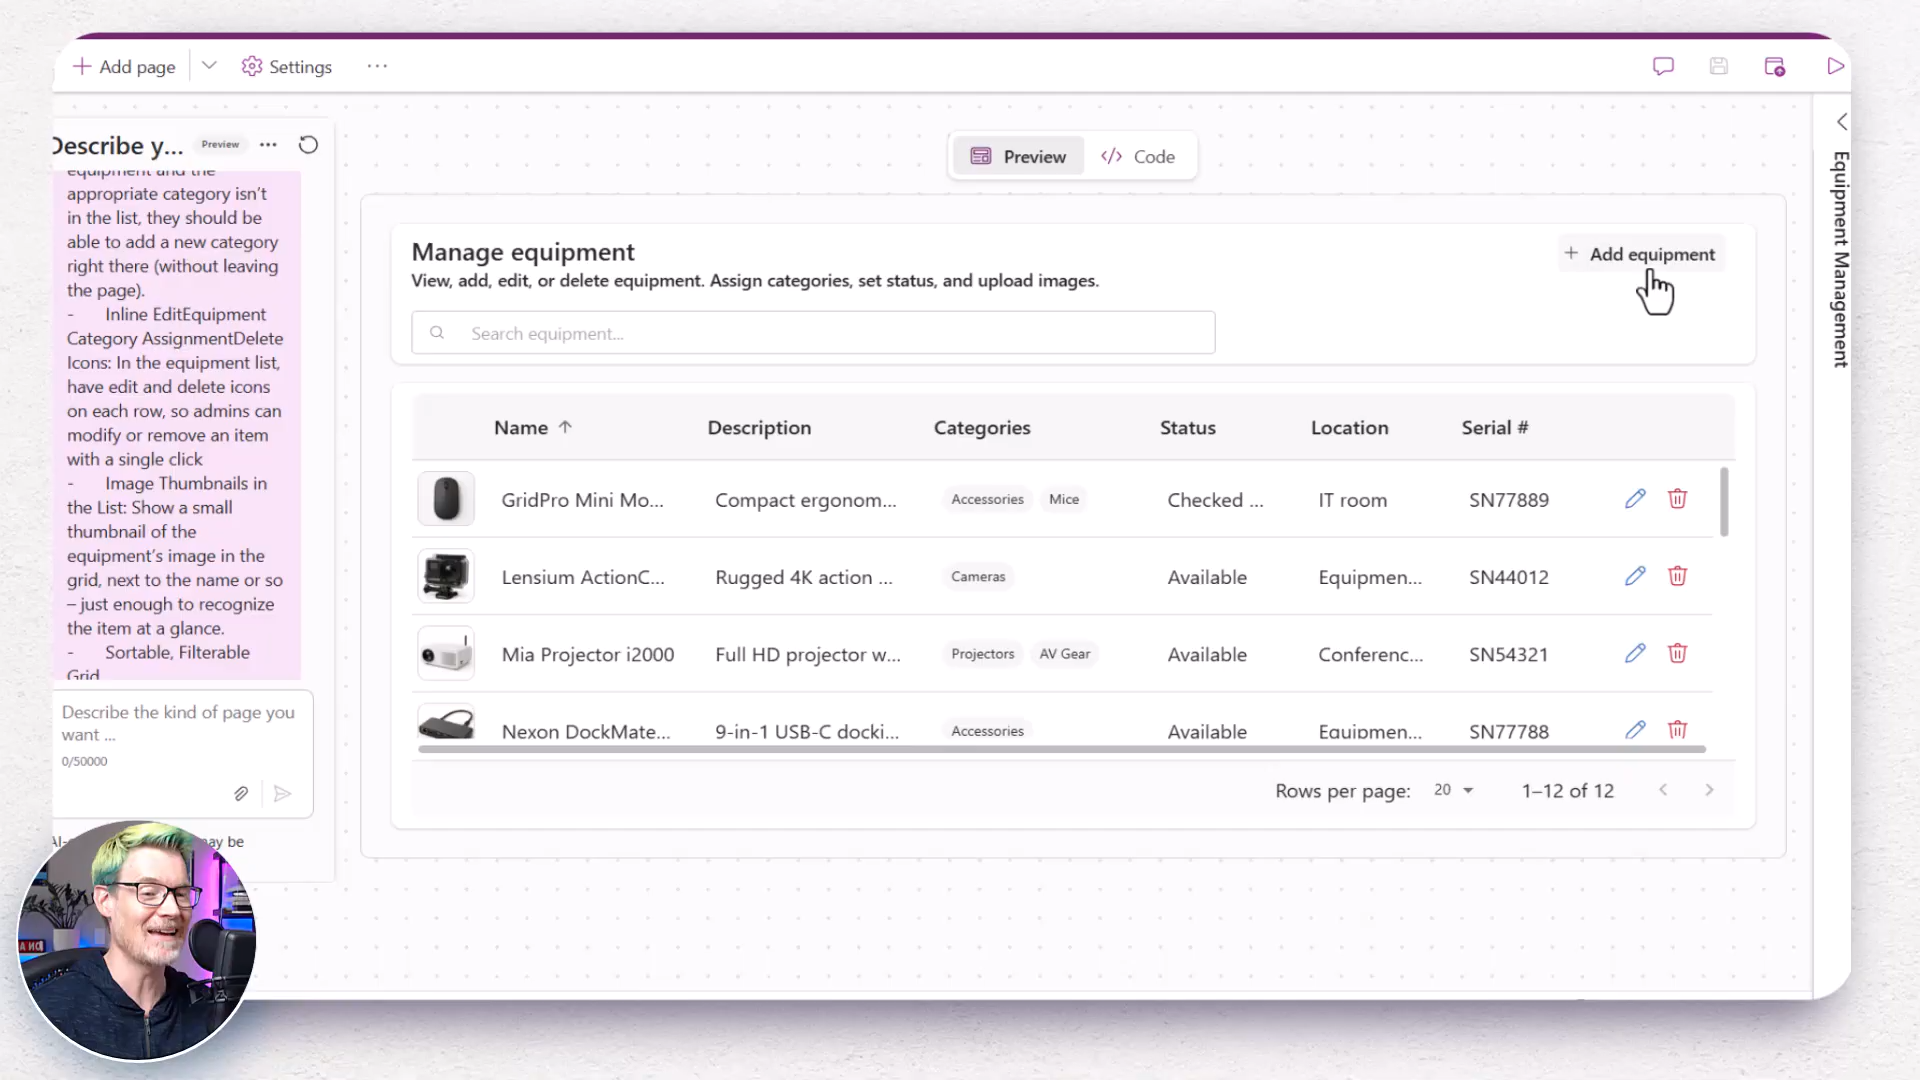 Add page
Settings
Describe y...
Preview
equipment and the
appropriate category isn't
in the list, they should be
able to add a new category
right there (without leaving
the page).
- Inline EditEquipment
Category AssignmentDelete
Icons: In the equipment list,
have edit and delete icons
on each row, so admins can
modify or remove an item
with a single click
- Image Thumbnails in
the List: Show a small
thumbnail of the
equipment's image in the
grid, next to the name or so
– just enough to recognize
the item at a glance.
- Sortable, Filterable
Grid
Describe the kind of page you
want ...
0/50000
AI-
may be
Preview
</> Code
Manage equipment
View, add, edit, or delete equipment. Assign categories, set status, and upload images.
+ Add equipment
Search equipment...
Name Description Categories Status Location Serial #
GridPro Mini Mo... Compact ergonom... Accessories Mice Checked ... IT room SN77889
Lensium ActionC... Rugged 4K action ... Cameras Available Equipmen... SN44012
Mia Projector i2000 Full HD projector w... Projectors AV Gear Available Conferenc... SN54321
Nexon DockMate... 9-in-1 USB-C docki... Accessories Available Equipmen... SN77788
Rows per page: 20 1–12 of 12
Equipment Management